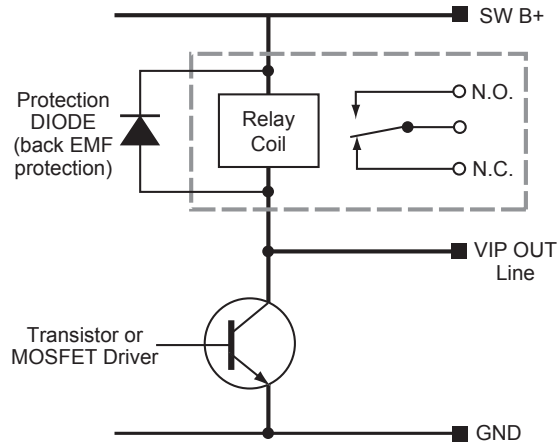 SW B+
Protection
DIODE
(back EMF
protection)
Relay
Coil
N.O.
N.C.
VIP OUT
Line
Transistor or
MOSFET Driver
GND